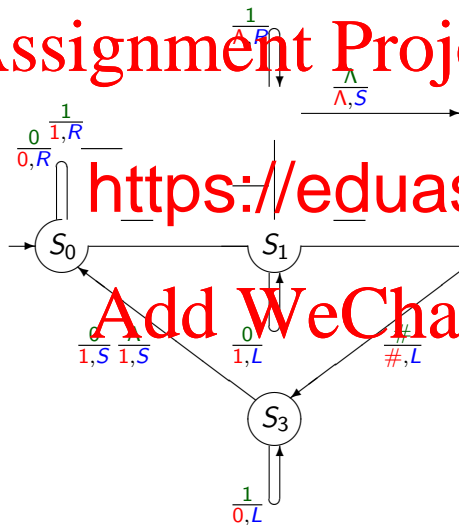 1
Λ,R
Assignment Proje
Λ
Λ,S
0
0,R
1
1,R
https://eduas
S0
S1
Add WeCha
0
1,S
Λ
1,S
0
1,L
#
#,L
S3
1
0,L